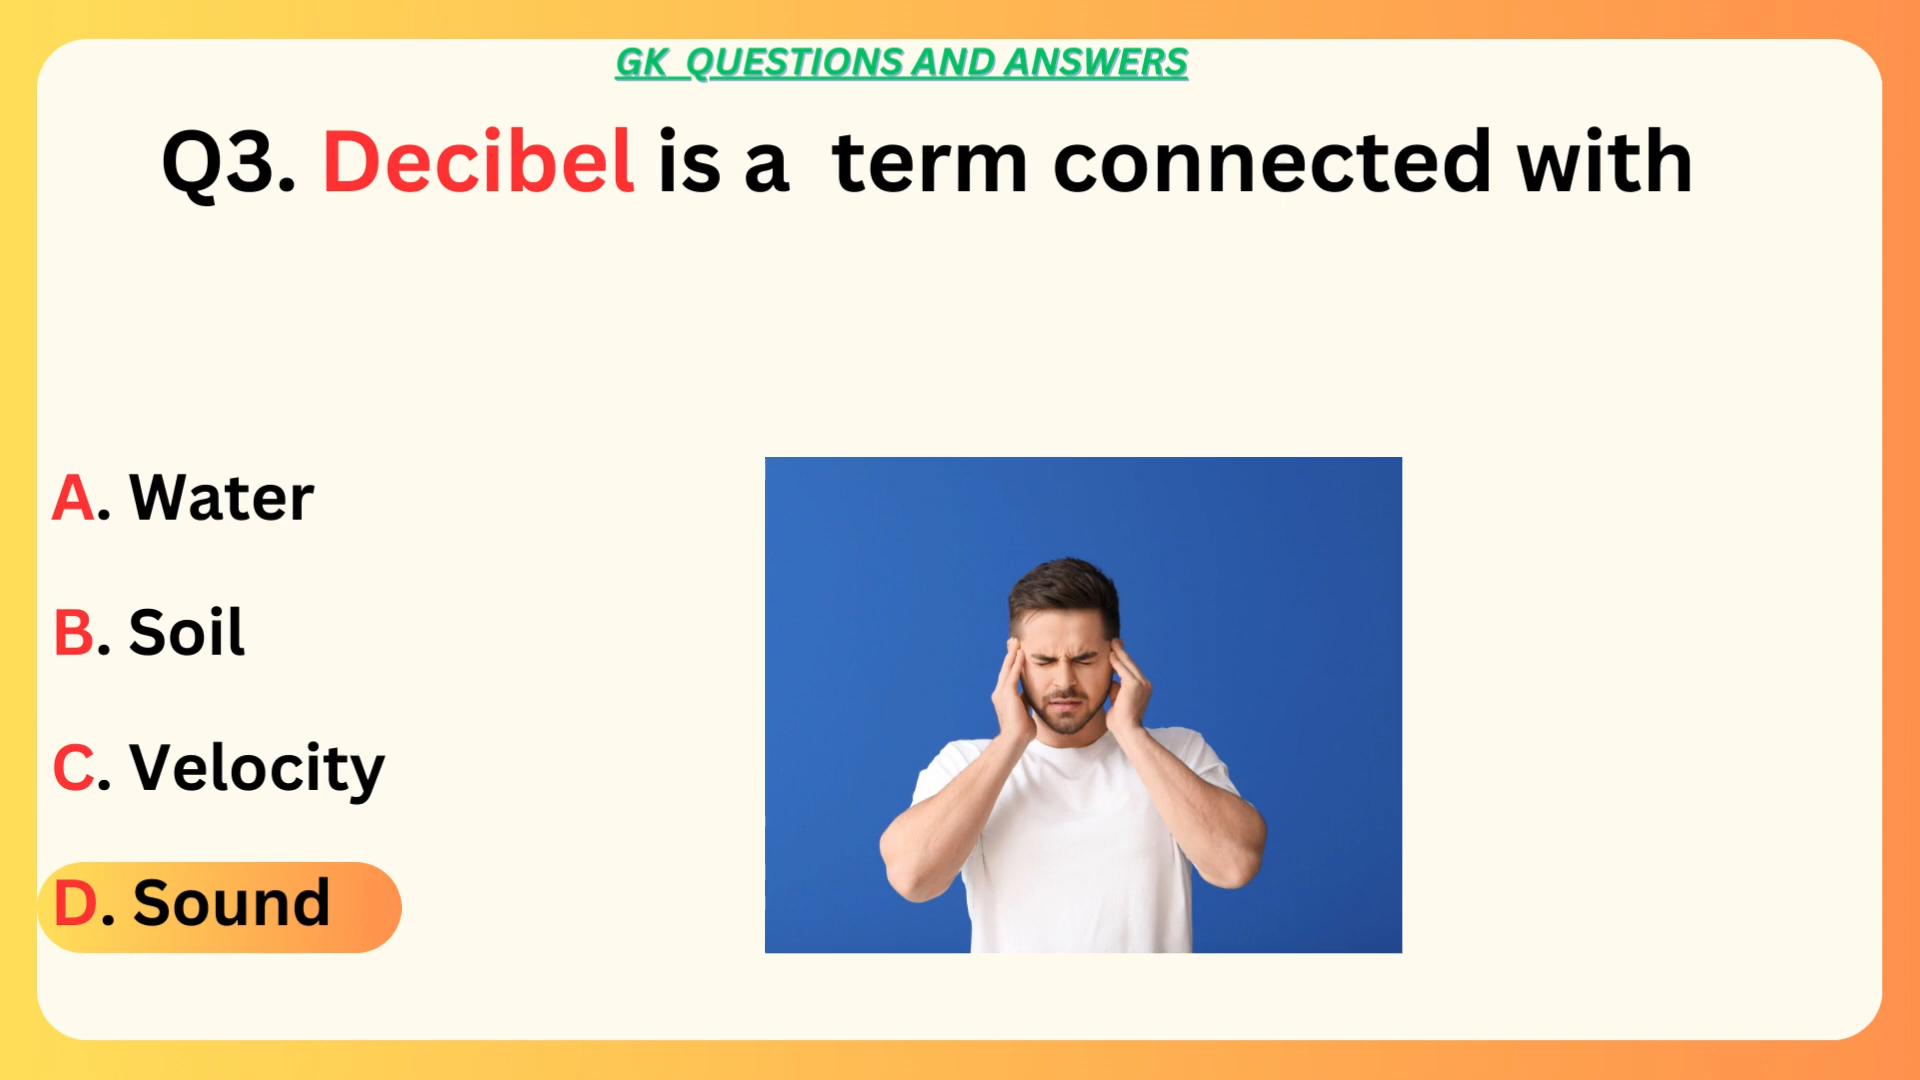 GK QUESTIONS AND ANSWERS
Q3. Decibel is a term connected with
A. Water
B. Soil
C. Velocity
D. Sound